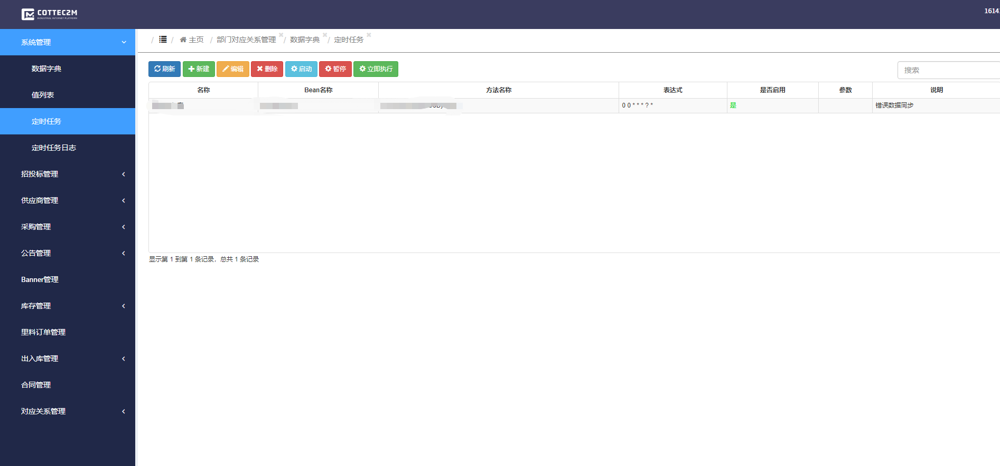 COTTEC2M
INDUSTRIAL INTERNET PLATFORM
1614
系统管理
数据字典
值列表
定时任务
定时任务日志
招投标管理
供应商管理
采购管理
公告管理
Banner管理
库存管理
里料订单管理
出入库管理
合同管理
对应关系管理
/ / 主页 / 部门对应关系管理 / 数据字典 / 定时任务
刷新 新建 编辑 删除 启动 暂停 立即执行
搜索
名称 Bean名称 方法名称 表达式 是否启用 参数 说明
0 0 * * * ? * 是 错误数据同步
显示第 1 到第 1 条记录，总共 1 条记录